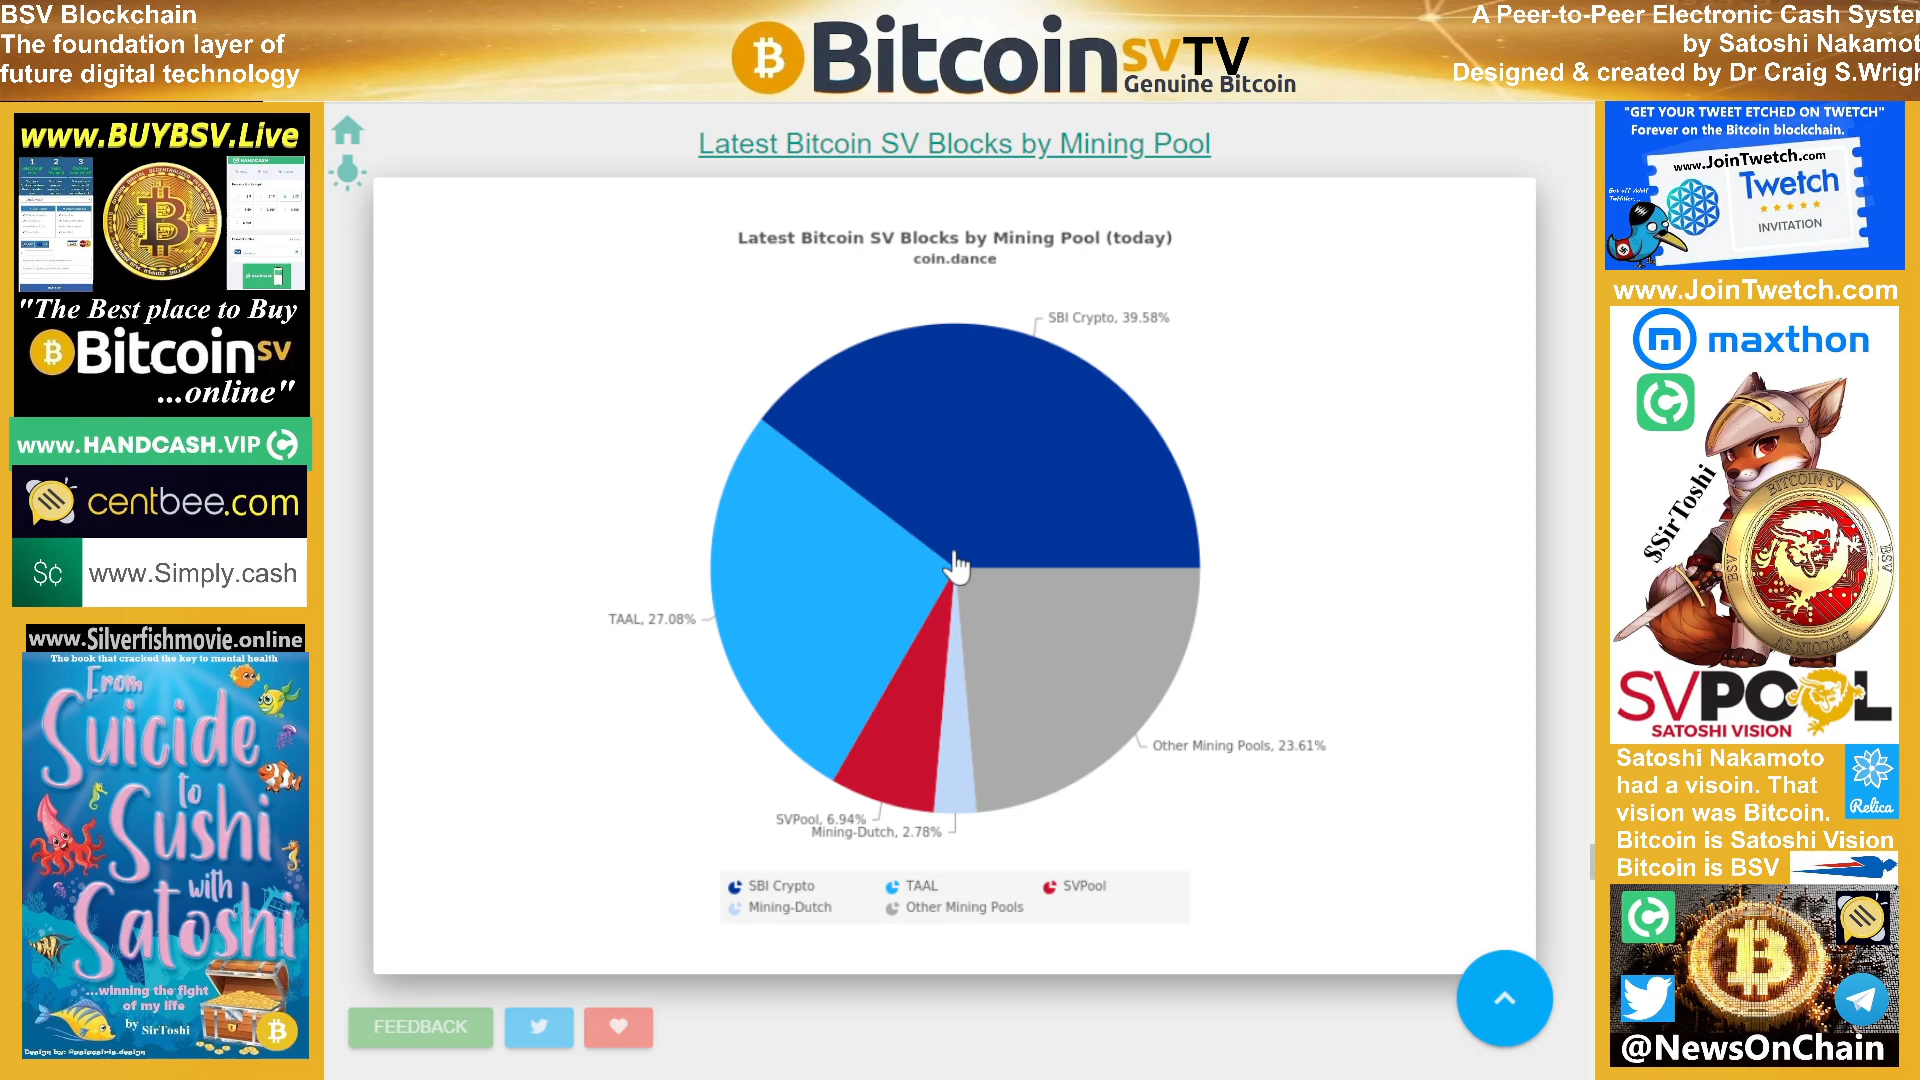 BSV Blockchain
The foundation layer of
future digital technology
Bitcoin SV TV
Genuine Bitcoin
A Peer-to-Peer Electronic Cash System
by Satoshi Nakamot
Designed & created by Dr Craig S.Wrigh
www.BUYBSV.Live
"The Best place to Buy
Bitcoin SV
...online"
www.HANDCASH.VIP
centbee.com
$c www.Simply.cash
www.Silverfishmovie.online
The book that cracked the key to mental health
From
Suicide
to
Sushi
with
Satoshi
...winning the fight
of my life
by SirToshi
Latest Bitcoin SV Blocks by Mining Pool
Latest Bitcoin SV Blocks by Mining Pool (today)
coin.dance
SBI Crypto, 39.58%
TAAL, 27.08%
Other Mining Pools, 23.61%
SVPool, 6.94%
Mining-Dutch, 2.78%
SBI Crypto TAAL SVPool
Mining-Dutch Other Mining Pools
FEEDBACK
"GET YOUR TWEET ETCHED ON TWETCH"
Forever on the Bitcoin blockchain.
www.JoinTwetch.com
Twetch
INVITATION
www.JoinTwetch.com
maxthon
$SirToshi
BITCOIN SV
BSV
BSV
BITCOIN SV
SVPOOL
SATOSHI VISION
Satoshi Nakamoto
had a visoin. That
vision was Bitcoin.
Relica
Bitcoin is Satoshi Vision
Bitcoin is BSV
@NewsOnChain